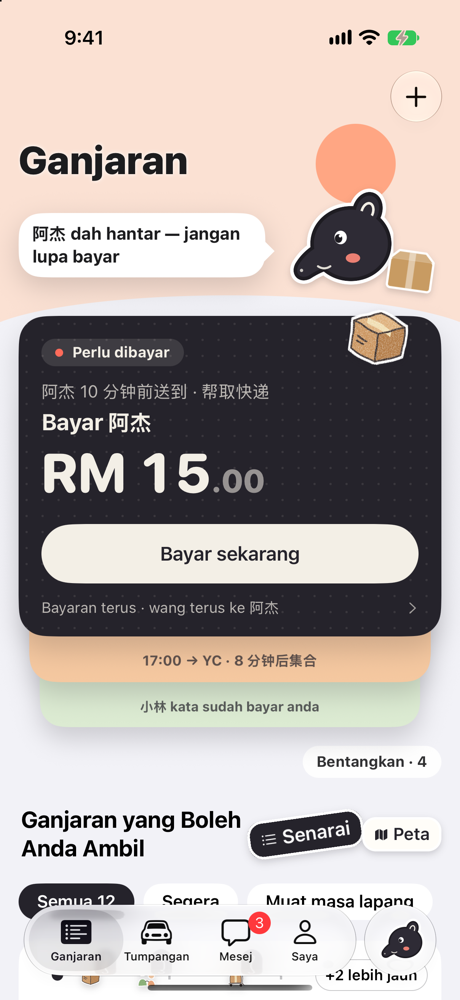 9:41
Ganjaran
阿杰 dah hantar — jangan
lupa bayar
Perlu dibayar
阿杰 10 分钟前送到 · 帮取快递
Bayar 阿杰
RM 15.00
Bayar sekarang
Bayaran terus · wang terus ke 阿杰
17:00 → YC · 8 分钟后集合
小林 kata sudah bayar anda
Bentangkan · 4
Ganjaran yang Boleh
Anda Ambil
Senarai
Peta
Semua 12
Segera
Muat masa lapang
3
Ganjaran
Tumpangan
Mesej
Saya
+2 lebih jauh